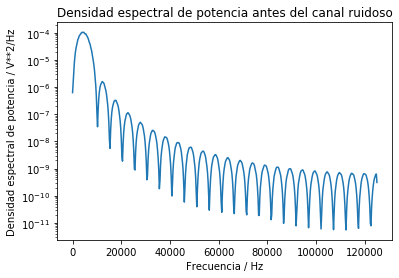 Densidad espectral de potencia antes del canal ruidoso
Densidad espectral de potencia / V**2/Hz
10⁻⁴
10⁻⁵
10⁻⁶
10⁻⁷
10⁻⁸
10⁻⁹
10⁻¹⁰
10⁻¹¹
0 20000 40000 60000 80000 100000 120000
Frecuencia / Hz